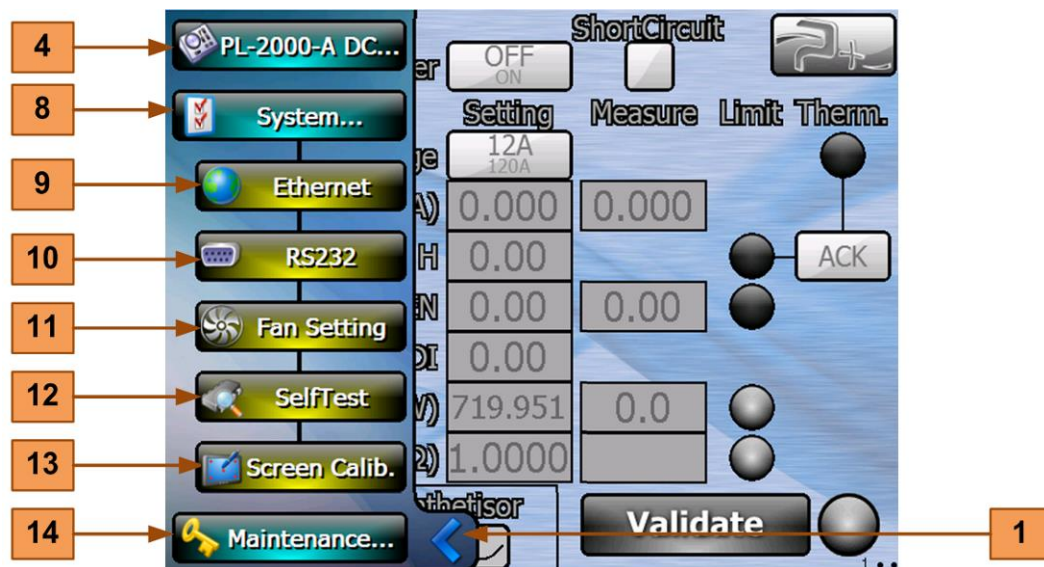 4
PL-2000-A DC...
ShortCircuit
er
OFF
ON
8
System...
Setting
Measure
Limit
Therm.
ge
12A
120A
9
Ethernet
A)
0.000
0.000
10
RS232
H
0.00
ACK
11
Fan Setting
EN
0.00
0.00
DI
0.00
12
SelfTest
V)
719.951
0.0
13
Screen Calib.
2)
1.0000
thetisor
14
Maintenance...
Validate
1
1